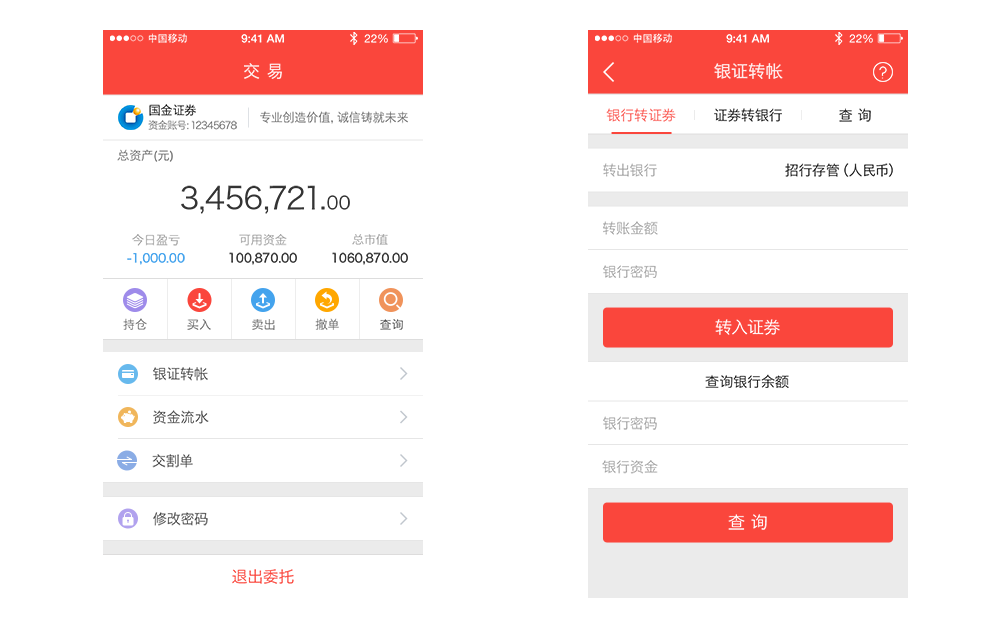 中国移动 9:41 AM 22%
交 易
国金证券
资金账号: 12345678
专业创造价值, 诚信铸就未来
总资产(元)
3,456,721.00
今日盈亏 可用资金 总市值
-1,000.00 100,870.00 1060,870.00
持仓 买入 卖出 撤单 查询
银证转帐
资金流水
交割单
修改密码
退出委托
中国移动 9:41 AM 22%
银证转帐 ?
银行转证券 证券转银行 查 询
转出银行 招行存管 (人民币)
转账金额
银行密码
转入证券
查询银行余额
银行密码
银行资金
查 询